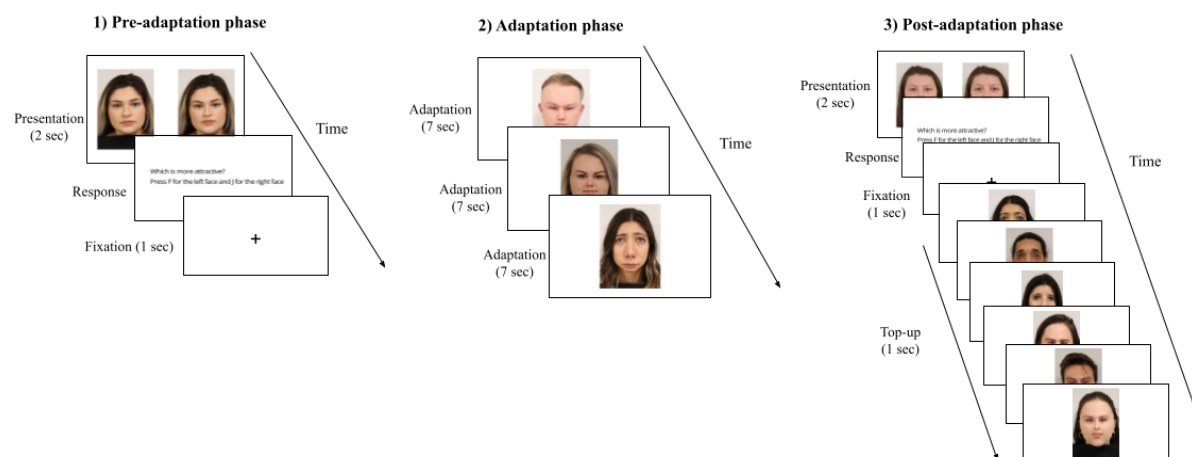 1) Pre-adaptation phase
Presentation
(2 sec)
Which is more attractive?
Press F for the left face and J for the right face
Response
Fixation (1 sec)
+
Time
2) Adaptation phase
Adaptation
(7 sec)
Adaptation
(7 sec)
Adaptation
(7 sec)
Time
3) Post-adaptation phase
Presentation
(2 sec)
Which is more attractive?
Press F for the left face and J for the right face
Response
Fixation
(1 sec)
Top-up
(1 sec)
Time